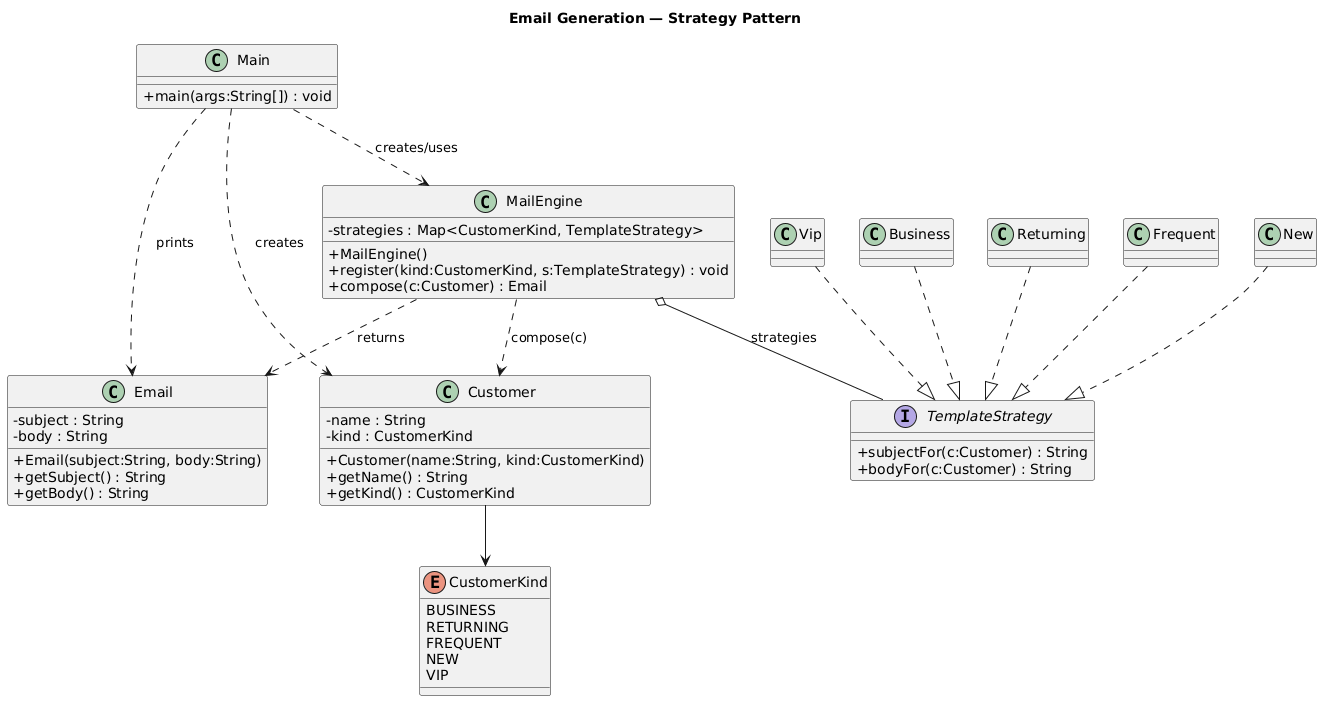 Email Generation — Strategy Pattern
C Main
+main(args:String[]) : void
creates/uses
prints
creates
C MailEngine
-strategies : Map<CustomerKind, TemplateStrategy>
+MailEngine()
+register(kind:CustomerKind, s:TemplateStrategy) : void
+compose(c:Customer) : Email
C Vip
C Business
C Returning
C Frequent
C New
returns
compose(c)
strategies
C Email
-subject : String
-body : String
+Email(subject:String, body:String)
+getSubject() : String
+getBody() : String
C Customer
-name : String
-kind : CustomerKind
+Customer(name:String, kind:CustomerKind)
+getName() : String
+getKind() : CustomerKind
I TemplateStrategy
+subjectFor(c:Customer) : String
+bodyFor(c:Customer) : String
E CustomerKind
BUSINESS
RETURNING
FREQUENT
NEW
VIP